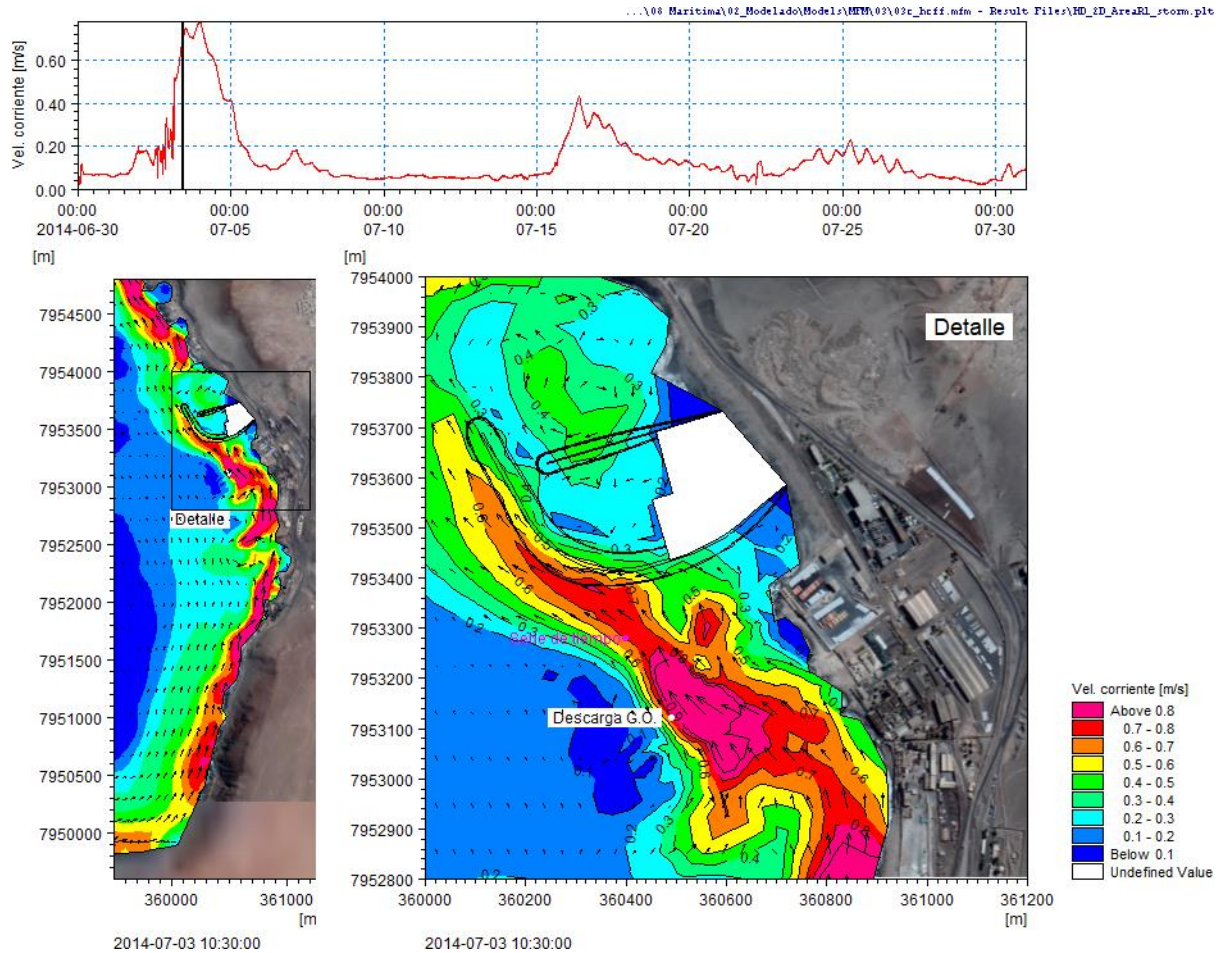 ...\08 Maritima\02_Modelado\Models\MFM\03\03c_hcff.mfm - Result Files\HD_2D_AreaR1_storm.plt
Vel. corriente [m/s]
0.60
0.40
0.20
0.00
00:00 00:00 00:00 00:00 00:00 00:00 00:00
2014-06-30 07-05 07-10 07-15 07-20 07-25 07-30
[m] [m]
7954500
7954000
7953500
7953000
7952500
7952000
7951500
7951000
7950500
7950000
Detalle
360000 361000
[m
2014-07-03 10:30:00
7954000
7953900
7953800
7953700
7953600
7953500
7953400
7953300
7953200
7953100
7953000
7952900
7952800
Detalle
Serie de tiempo
Descarga G.O.
360000 360200 360400 360600 360800 361000 361200
[m]
2014-07-03 10:30:00
Vel. corriente [m/s]
Above 0.8
0.7 - 0.8
0.6 - 0.7
0.5 - 0.6
0.4 - 0.5
0.3 - 0.4
0.2 - 0.3
0.1 - 0.2
Below 0.1
Undefined Value